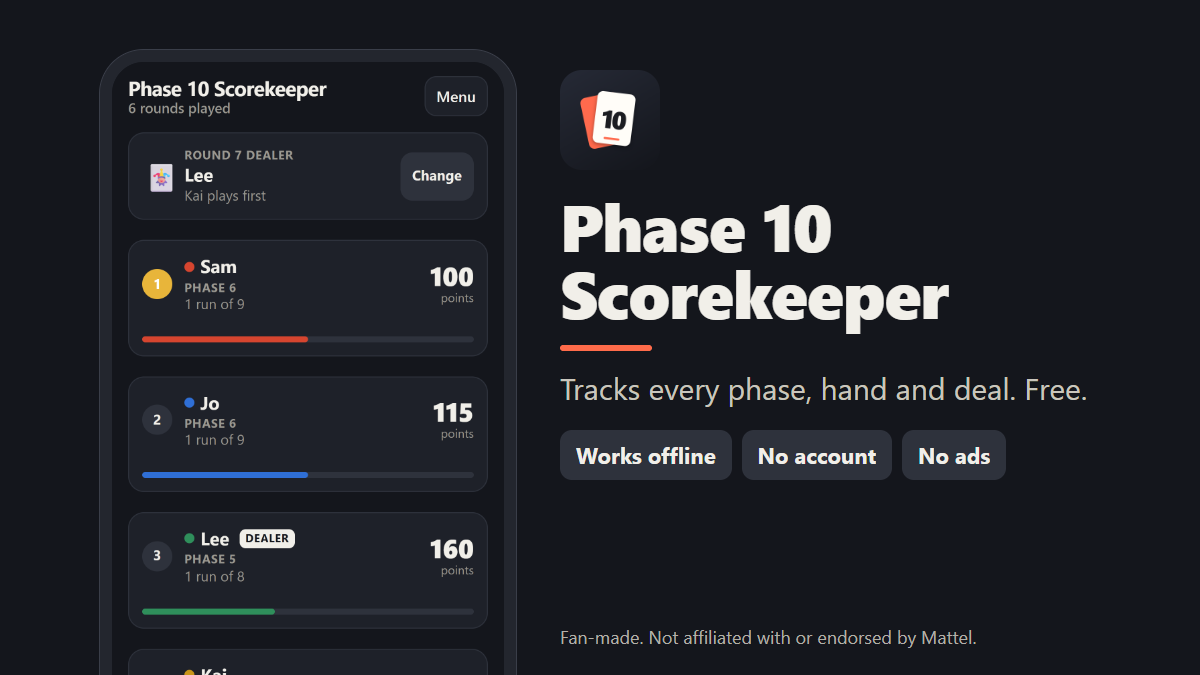 Phase 10 Scorekeeper
6 rounds played
Menu
ROUND 7 DEALER
Lee
Kai plays first
Change
1
Sam
PHASE 6
1 run of 9
100
points
2
Jo
PHASE 6
1 run of 9
115
points
3
Lee
DEALER
PHASE 5
1 run of 8
160
points
Kai
10
Phase 10
Scorekeeper
Tracks every phase, hand and deal. Free.
Works offline
No account
No ads
Fan-made. Not affiliated with or endorsed by Mattel.